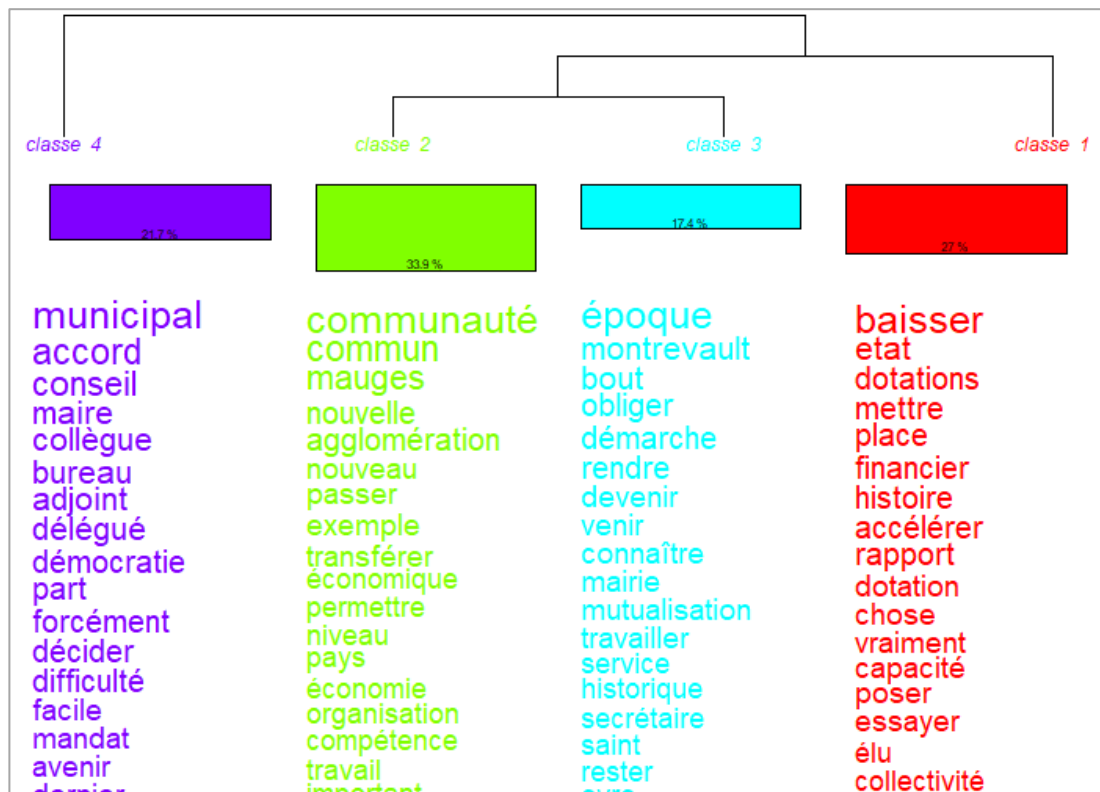 classe 4
classe 2
classe 3
classe 1
21.7 %
33.9 %
17.4 %
27 %
municipal
accord
conseil
maire
collègue
bureau
adjoint
délégué
démocratie
part
forcément
décider
difficulté
facile
mandat
avenir
dernier
communauté
commun
mauges
nouvelle
agglomération
nouveau
passer
exemple
transférer
économique
permettre
niveau
pays
économie
organisation
compétence
travail
important
époque
montrevault
bout
obliger
démarche
rendre
devenir
venir
connaître
mairie
mutualisation
travailler
service
historique
secrétaire
saint
rester
baisser
etat
dotations
mettre
place
financier
histoire
accélérer
rapport
dotation
chose
vraiment
capacité
poser
essayer
élu
collectivité